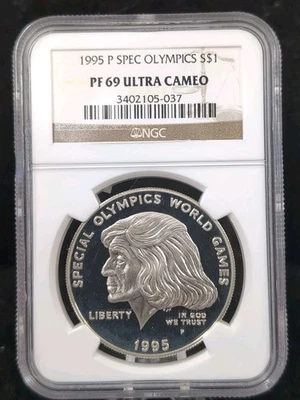 1995 P SPEC OLYMPICS S$1
PF 69 ULTRA CAMEO
3402105-037
NGC
SPECIAL OLYMPICS WORLD GAMES
LIBERTY
IN GOD
WE TRUST
P
1995